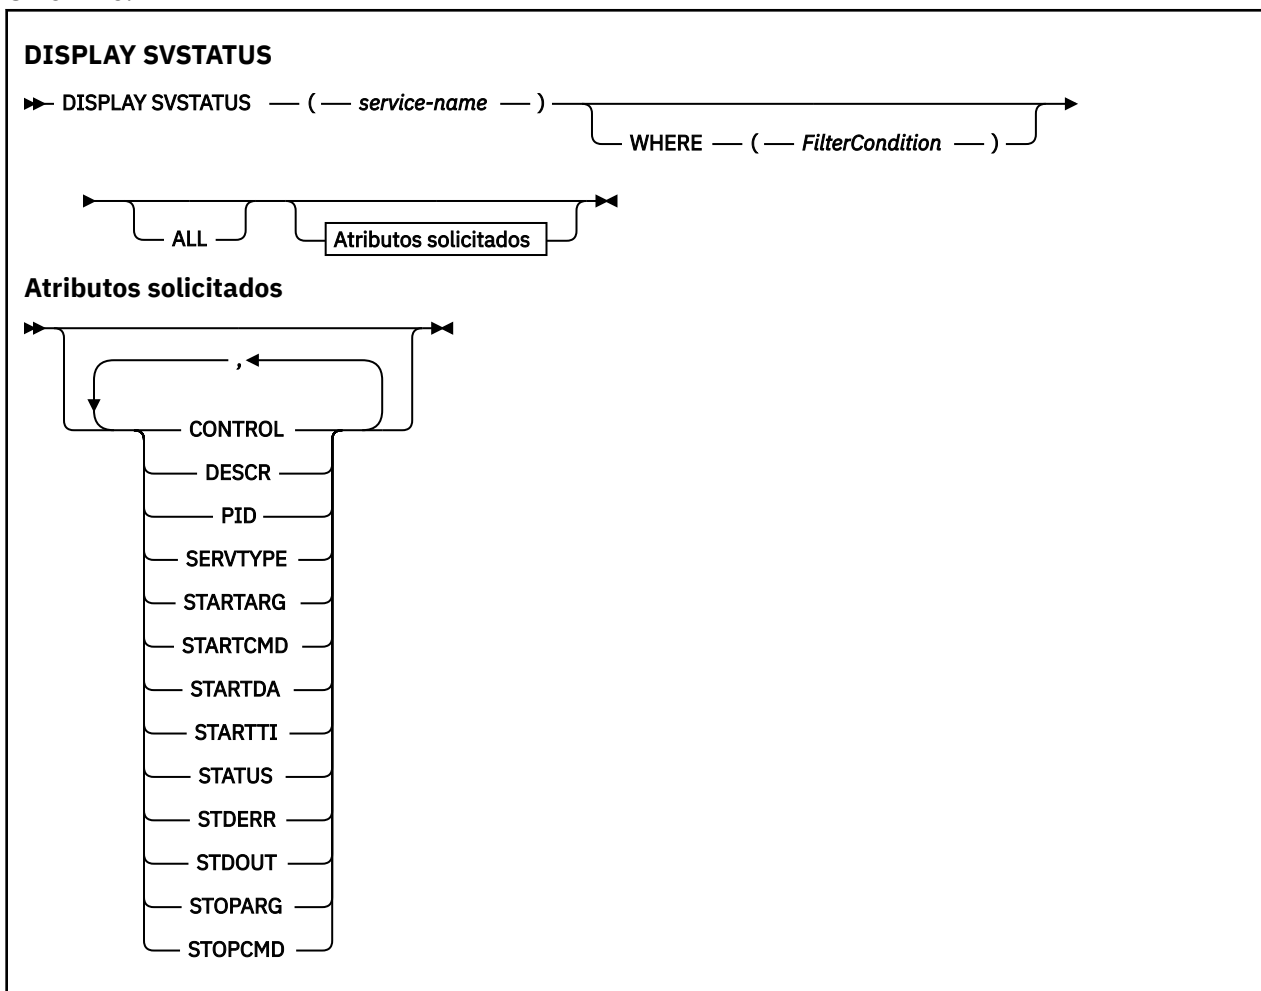 DISPLAY SVSTATUS
DISPLAY SVSTATUS ( service-name )
WHERE ( FilterCondition )
ALL Atributos solicitados
Atributos solicitados
,
CONTROL
DESCR
PID
SERVTYPE
STARTARG
STARTCMD
STARTDA
STARTTI
STATUS
STDERR
STDOUT
STOPARG
STOPCMD